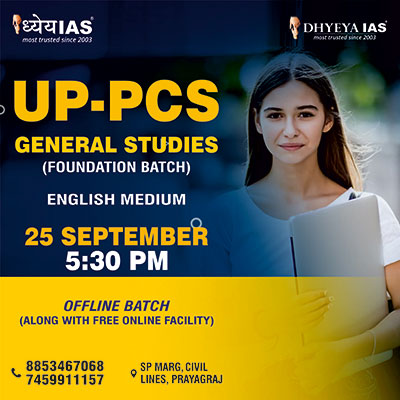 ध्येय IAS®
most trusted since 2003
DHYEYA IAS®
most trusted since 2003
UP-PCS
GENERAL STUDIES
(FOUNDATION BATCH)
ENGLISH MEDIUM
25 SEPTEMBER
5:30 PM
OFFLINE BATCH
(ALONG WITH FREE ONLINE FACILITY)
8853467068
7459911157
SP MARG, CIVIL
LINES, PRAYAGRAJ